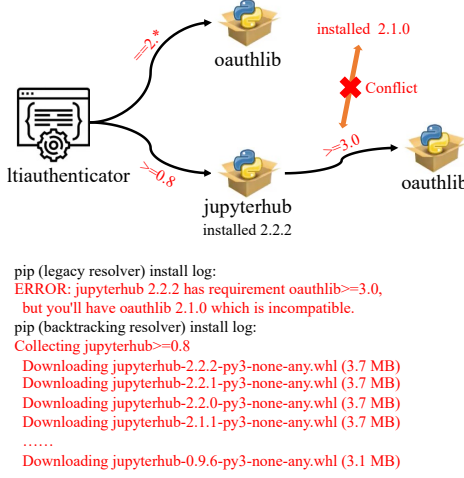 ==2.*
oauthlib
installed 2.1.0
Conflict
ltiauthenticator
>=0.8
>=3.0
jupyterhub
installed 2.2.2
oauthlib
pip (legacy resolver) install log:
ERROR: jupyterhub 2.2.2 has requirement oauthlib>=3.0,
but you'll have oauthlib 2.1.0 which is incompatible.
pip (backtracking resolver) install log:
Collecting jupyterhub>=0.8
Downloading jupyterhub-2.2.2-py3-none-any.whl (3.7 MB)
Downloading jupyterhub-2.2.1-py3-none-any.whl (3.7 MB)
Downloading jupyterhub-2.2.0-py3-none-any.whl (3.7 MB)
Downloading jupyterhub-2.1.1-py3-none-any.whl (3.7 MB)
……
Downloading jupyterhub-0.9.6-py3-none-any.whl (3.1 MB)